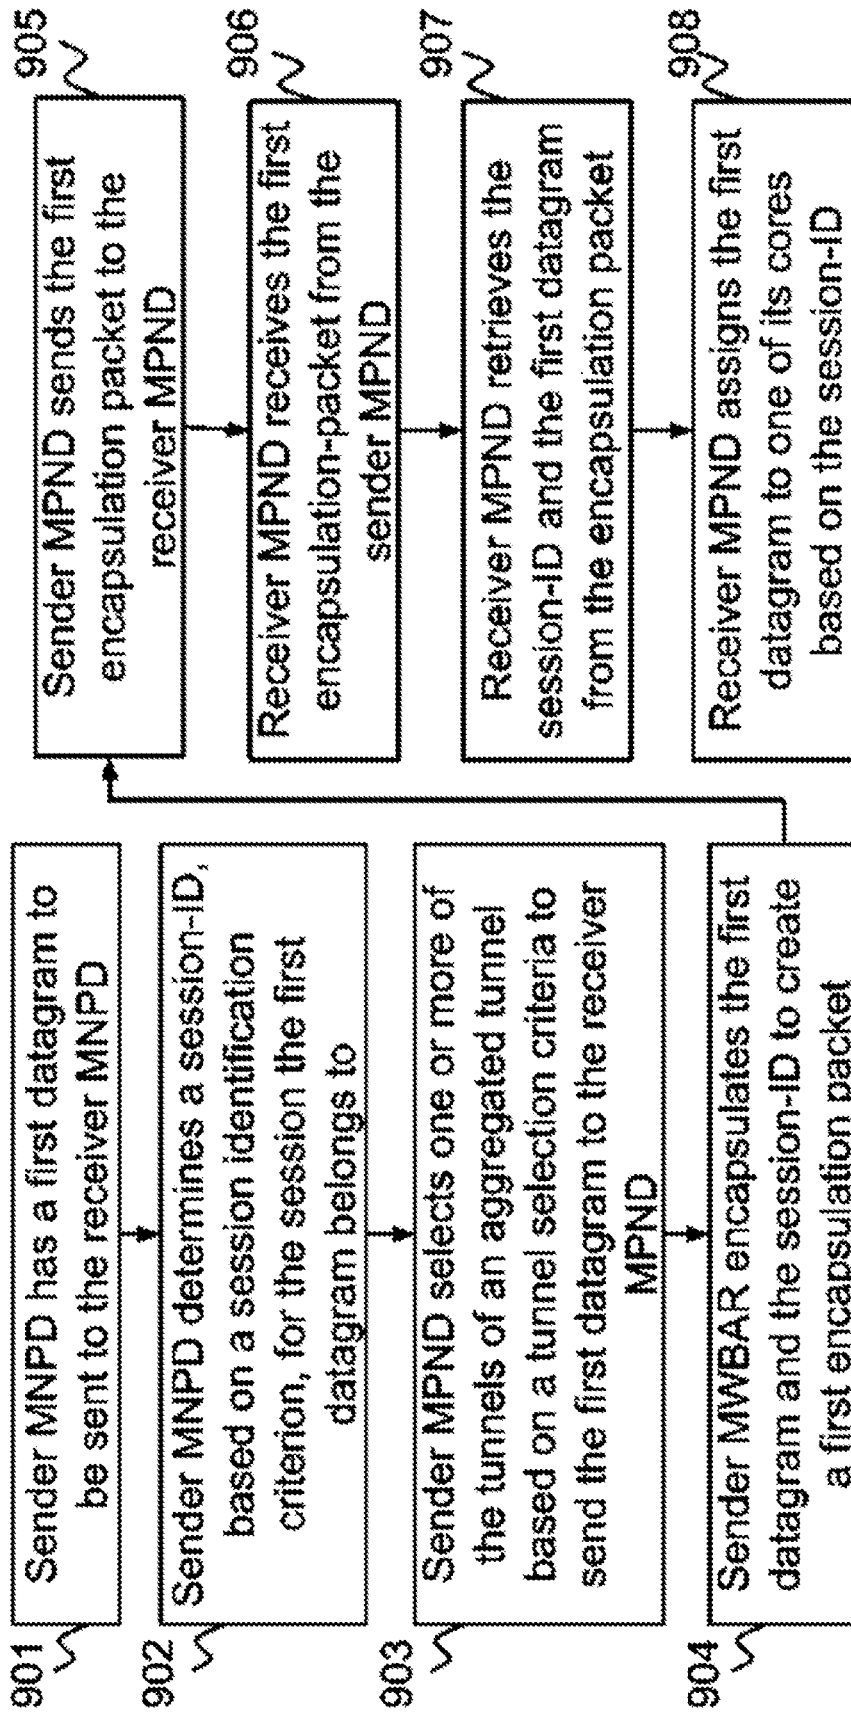 901
Sender MNPD has a first datagram to
be sent to the receiver MNPD
902
Sender MNPD determines a session-ID,
based on a session identification
criterion, for the session the first
datagram belongs to
903
Sender MPND selects one or more of
the tunnels of an aggregated tunnel
based on a tunnel selection criteria to
send the first datagram to the receiver
MPND
904
Sender MWBAR encapsulates the first
datagram and the session-ID to create
a first encapsulation packet
905
Sender MPND sends the first
encapsulation packet to the
receiver MPND
906
Receiver MPND receives the first
encapsulation-packet from the
sender MPND
907
Receiver MPND retrieves the
session-ID and the first datagram
from the encapsulation packet
908
Receiver MPND assigns the first
datagram to one of its cores
based on the session-ID